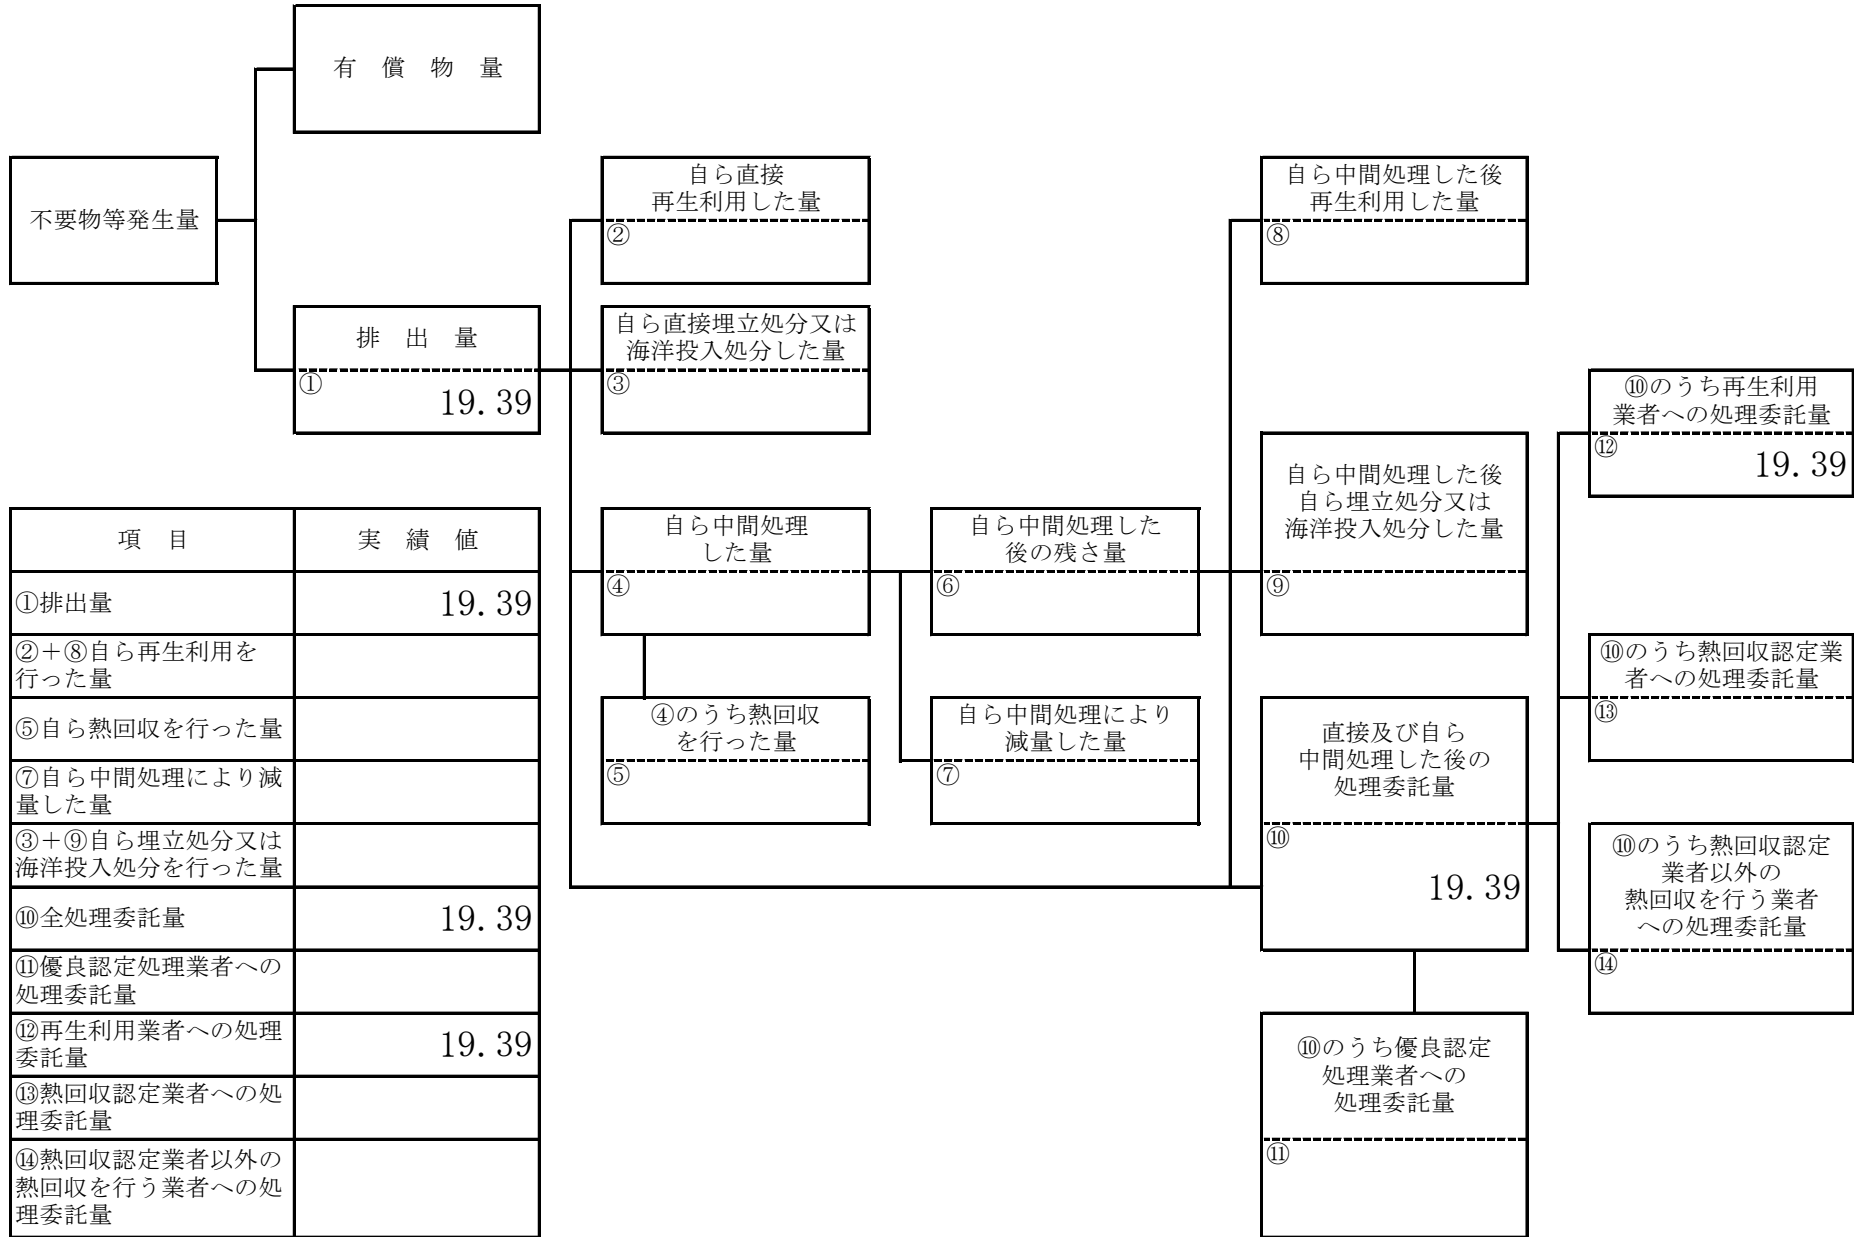 有 償 物 量
不要物等発生量
排 出 量
①
19.39
自ら直接
再生利用した量
②
自ら直接埋立処分又は
海洋投入処分した量
③
自ら中間処理
した量
④
④のうち熱回収
を行った量
⑤
自ら中間処理した
後の残さ量
⑥
自ら中間処理により
減量した量
⑦
自ら中間処理した後
再生利用した量
⑧
自ら中間処理した後
自ら埋立処分又は
海洋投入処分した量
⑨
直接及び自ら
中間処理した後の
処理委託量
⑩
19.39
⑩のうち優良認定
処理業者への
処理委託量
⑪
⑩のうち再生利用
業者への処理委託量
⑫
19.39
⑩のうち熱回収認定業
者への処理委託量
⑬
⑩のうち熱回収認定
業者以外の
熱回収を行う業者
への処理委託量
⑭
項 目
実 績 値
①排出量
19.39
②+⑧自ら再生利用を
行った量
⑤自ら熱回収を行った量
⑦自ら中間処理により減
量した量
③+⑨自ら埋立処分又は
海洋投入処分を行った量
⑩全処理委託量
19.39
⑪優良認定処理業者への
処理委託量
⑫再生利用業者への処理
委託量
19.39
⑬熱回収認定業者への処
理委託量
⑭熱回収認定業者以外の
熱回収を行う業者への処
理委託量